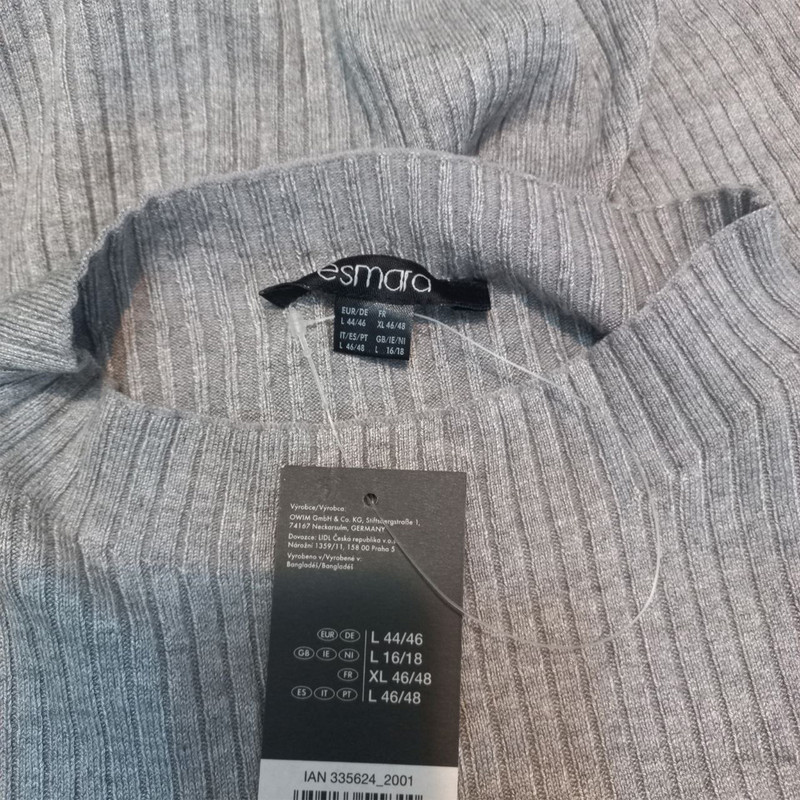 esmara
EUR/DE FR
L 44/46 XL 46/48
IT/ES/PT GB/IE/NI
L 46/48 L 16/18
Výrobce/Výrobca:
OWIM GmbH & Co. KG, Stiftsbergstraße 1,
74167 Neckarsulm, GERMANY
Dovozce: LIDL Česká republika v.o.s.
Nárožní 1359/11, 158 00 Praha 5
Vyrobeno v/Vyrobené v:
Bangladéš/Bangladéš
EUR DE L 44/46
GB IE NI L 16/18
FR XL 46/48
ES IT PT L 46/48
IAN 335624_2001